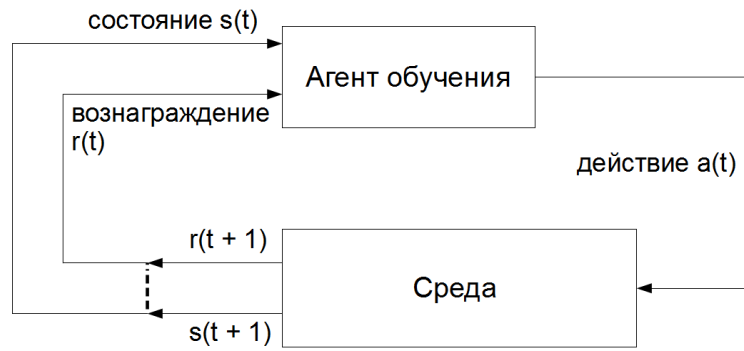 состояние s(t)
Агент обучения
вознаграждение
r(t)
действие a(t)
r(t + 1)
Среда
s(t + 1)